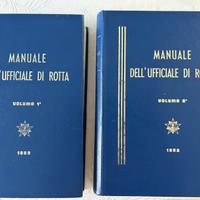 MANUALE
L'UFFICIALE DI ROTTA
VOLUME 1°
MANUALE
DELL'UFFICIALE DI RO
VOLUME 2°